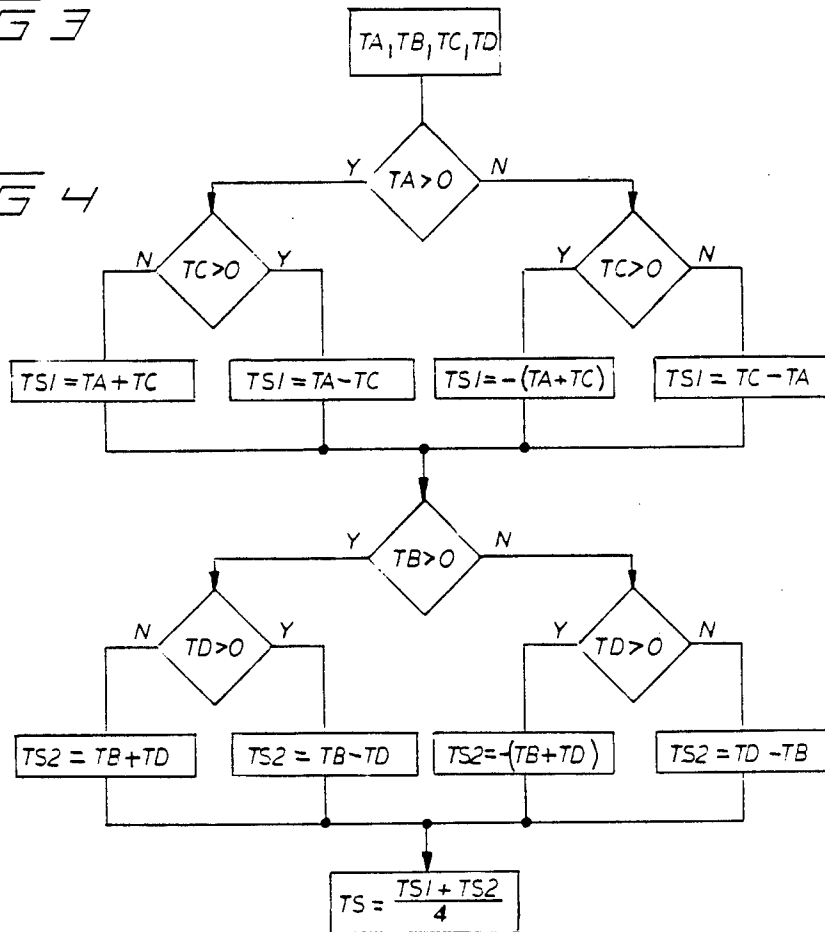 G 3
TA, TB, TC, TD
Y TA>0 N
G 4
N TC>0 Y
Y TC>0 N
TS1=TA+TC
TS1=TA-TC
TS1=-(TA+TC)
TS1=TC-TA
Y TB>0 N
N TD>0 Y
Y TD>0 N
TS2=TB+TD
TS2=TB-TD
TS2=-(TB+TD)
TS2=TD-TB
TS=TS1+TS2
4